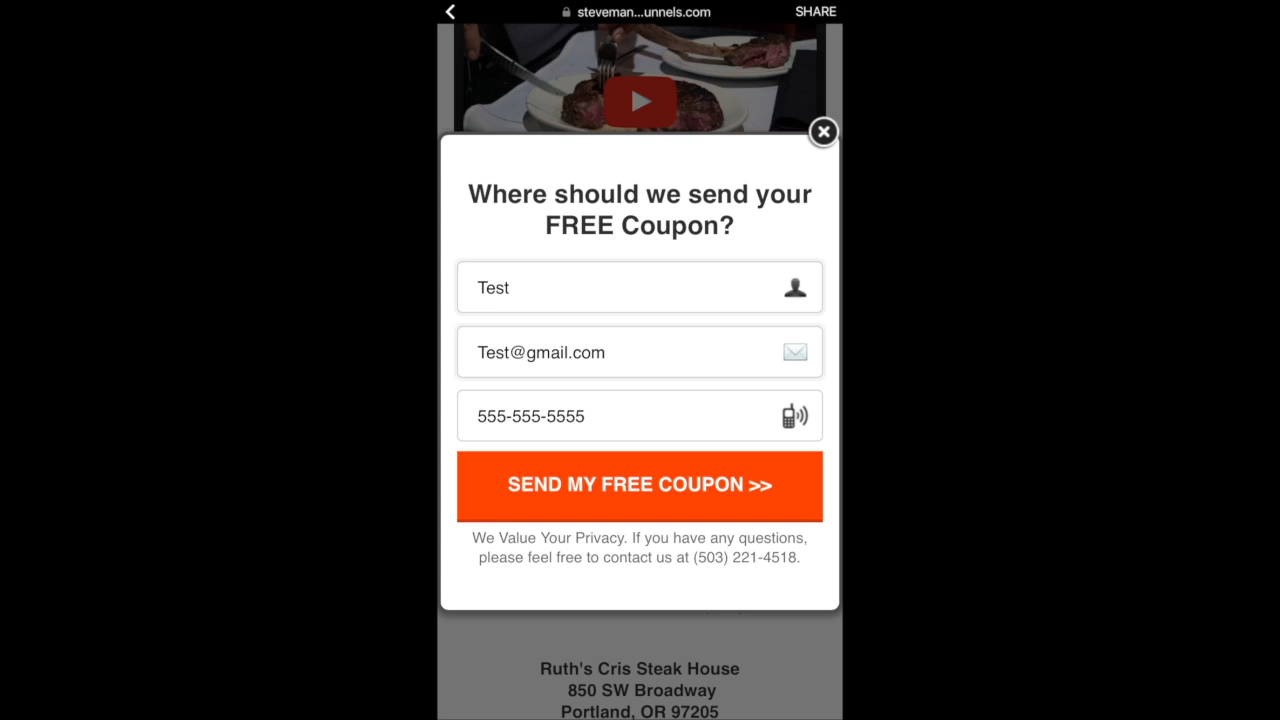 steveman...unnels.com
SHARE
Where should we send your
FREE Coupon?
Test
Test@gmail.com
555-555-5555
SEND MY FREE COUPON >>
We Value Your Privacy. If you have any questions,
please feel free to contact us at (503) 221-4518.
Ruth's Cris Steak House
850 SW Broadway
Portland, OR 97205